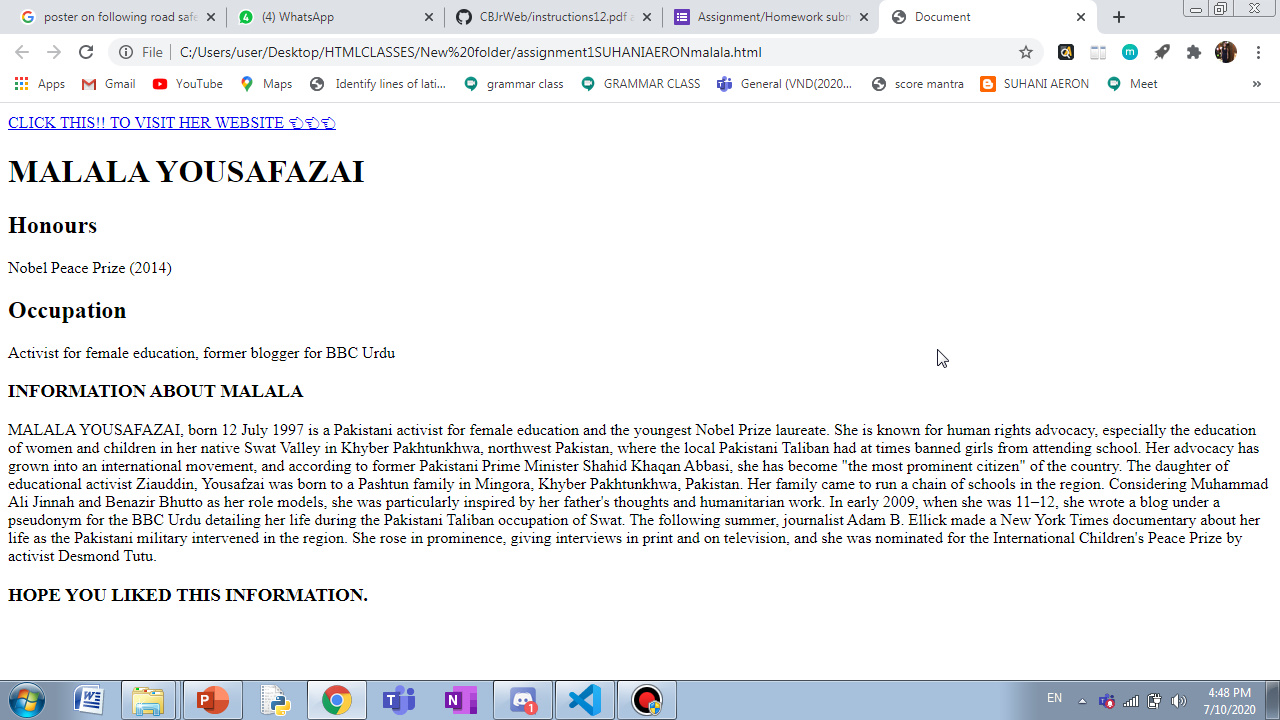 poster on following road safe
(4) WhatsApp
CBJrWeb/instructions12.pdf a
Assignment/Homework subm
Document
File
C:/Users/user/Desktop/HTMLCLASSES/New%20folder/assignment1SUHANIAERONmalala.html
Apps
Gmail
YouTube
Maps
Identify lines of lati...
grammar class
GRAMMAR CLASS
General (VND(2020...
score mantra
SUHANI AERON
Meet
»
CLICK THIS!! TO VISIT HER WEBSITE 👈👈👈
MALALA YOUSAFAZAI
Honours
Nobel Peace Prize (2014)
Occupation
Activist for female education, former blogger for BBC Urdu
INFORMATION ABOUT MALALA
MALALA YOUSAFAZAI, born 12 July 1997 is a Pakistani activist for female education and the youngest Nobel Prize laureate. She is known for human rights advocacy, especially the education
of women and children in her native Swat Valley in Khyber Pakhtunkhwa, northwest Pakistan, where the local Pakistani Taliban had at times banned girls from attending school. Her advocacy has
grown into an international movement, and according to former Pakistani Prime Minister Shahid Khaqan Abbasi, she has become "the most prominent citizen" of the country. The daughter of
educational activist Ziauddin, Yousafzai was born to a Pashtun family in Mingora, Khyber Pakhtunkhwa, Pakistan. Her family came to run a chain of schools in the region. Considering Muhammad
Ali Jinnah and Benazir Bhutto as her role models, she was particularly inspired by her father's thoughts and humanitarian work. In early 2009, when she was 11–12, she wrote a blog under a
pseudonym for the BBC Urdu detailing her life during the Pakistani Taliban occupation of Swat. The following summer, journalist Adam B. Ellick made a New York Times documentary about her
life as the Pakistani military intervened in the region. She rose in prominence, giving interviews in print and on television, and she was nominated for the International Children's Peace Prize by
activist Desmond Tutu.
HOPE YOU LIKED THIS INFORMATION.
EN
4:48 PM
7/10/2020